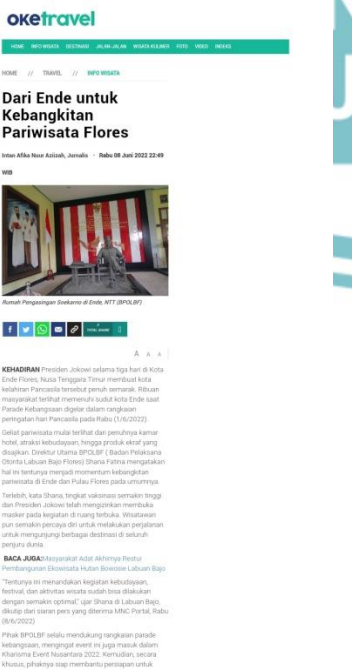 oketravel
HOME INFO WISATA DESTINASI JALAN-JALAN WISATA KULINER FOTO VIDEO INDEKS
HOME // TRAVEL // INFO WISATA
Dari Ende untuk
Kebangkitan
Pariwisata Flores
Intan Afika Nuur Aziizah, Jurnalis · Rabu 08 Juni 2022 22:49
WIB
Rumah Pengasingan Soekarno di Ende, NTT (BPOLBF)
TOTAL SHARE
A A A
KEHADIRAN Presiden Jokowi selama tiga hari di Kota
Ende Flores, Nusa Tenggara Timur membuat kota
kelahiran Pancasila tersebut penuh semarak. Ribuan
masyarakat terlihat memenuhi sudut kota Ende saat
Parade Kebangsaan digelar dalam rangkaian
peringatan hari Pancasila pada Rabu (1/6/2022).
Geliat pariwisata mulai terlihat dari penuhnya kamar
hotel, atraksi kebudayaan, hingga produk ekraf yang
disajikan. Direktur Utama BPOLBF ( Badan Pelaksana
Otorita Labuan Bajo Flores) Shana Fatina mengatakan
hal ini tentunya menjadi momentum kebangkitan
pariwisata di Ende dan Pulau Flores pada umumnya.
Terlebih, kata Shana, tingkat vaksinasi semakin tinggi
dan Presiden Jokowi telah mengizinkan membuka
masker pada kegiatan di ruang terbuka. Wisatawan
pun semakin percaya diri untuk melakukan perjalanan
untuk mengunjungi berbagai destinasi di seluruh
penjuru dunia.
BACA JUGA:Masyarakat Adat Akhirnya Restui
Pembangunan Ekowisata Hutan Bowosie Labuan Bajo
"Tentunya ini menandakan kegiatan kebudayaan,
festival, dan aktivitas wisata sudah bisa dilakukan
dengan semakin optimal," ujar Shana di Labuan Bajo,
dikutip dari siaran pers yang diterima MNC Portal, Rabu
(8/6/2022)
Pihak BPOLBF selalu mendukung rangkaian parade
kebangsaan, mengingat event ini juga masuk dalam
Kharisma Event Nusantara 2022. Kemudian, secara
khusus, pihaknya siap membantu persiapan untuk